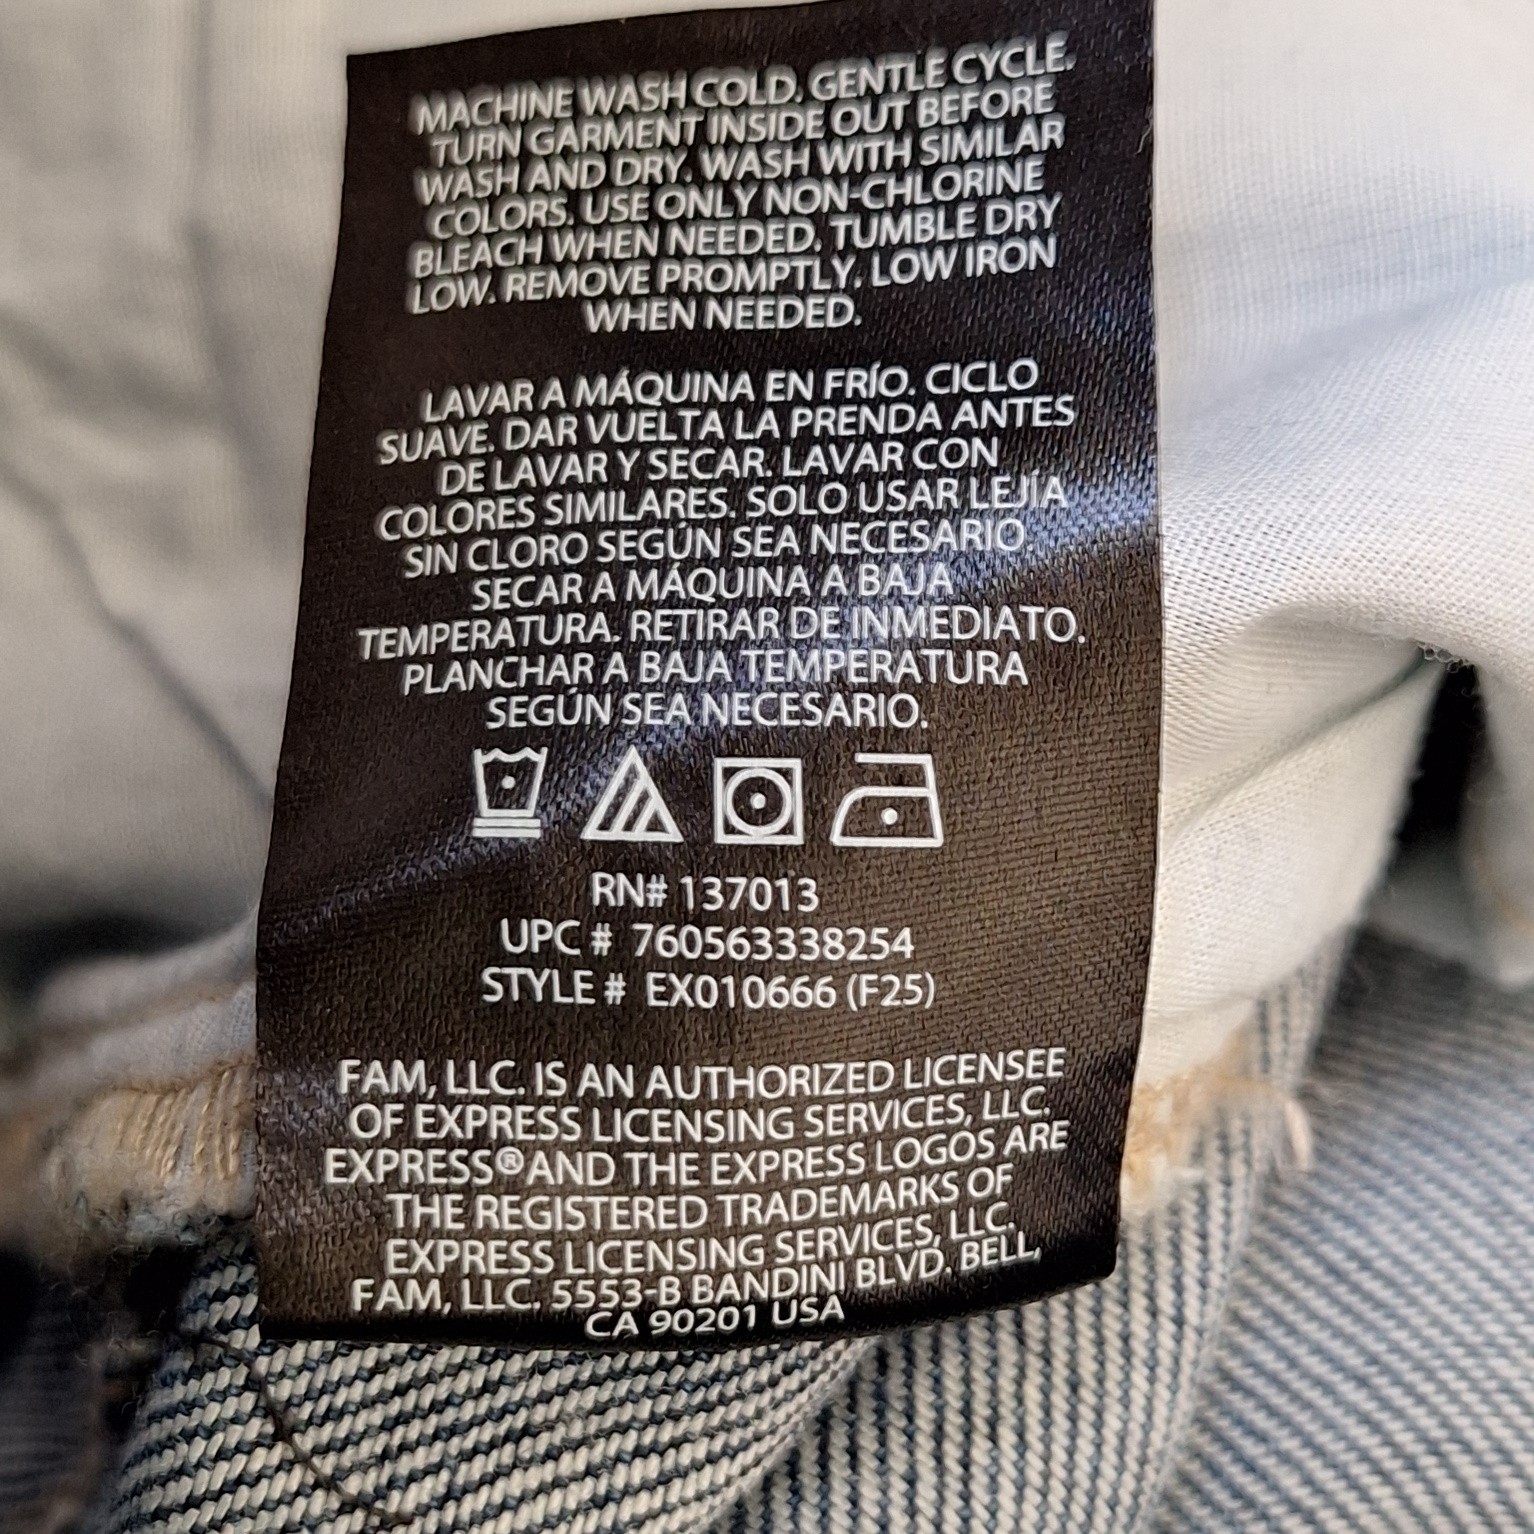 MACHINE WASH COLD. GENTLE CYCLE.
TURN GARMENT INSIDE OUT BEFORE
WASH AND DRY. WASH WITH SIMILAR
COLORS. USE ONLY NON-CHLORINE
BLEACH WHEN NEEDED. TUMBLE DRY
LOW. REMOVE PROMPTLY. LOW IRON
WHEN NEEDED.
LAVAR A MÁQUINA EN FRÍO. CICLO
SUAVE. DAR VUELTA LA PRENDA ANTES
DE LAVAR Y SECAR. LAVAR CON
COLORES SIMILARES. SOLO USAR LEJÍA
SIN CLORO SEGÚN SEA NECESARIO.
SECAR A MÁQUINA A BAJA
TEMPERATURA. RETIRAR DE INMEDIATO.
PLANCHAR A BAJA TEMPERATURA
SEGÚN SEA NECESARIO.
RN# 137013
UPC # 760563338254
STYLE # EX010666 (F25)
FAM, LLC. IS AN AUTHORIZED LICENSEE
OF EXPRESS LICENSING SERVICES, LLC.
EXPRESS® AND THE EXPRESS LOGOS ARE
THE REGISTERED TRADEMARKS OF
EXPRESS LICENSING SERVICES, LLC.
FAM, LLC. 5553-B BANDINI BLVD. BELL,
CA 90201 USA